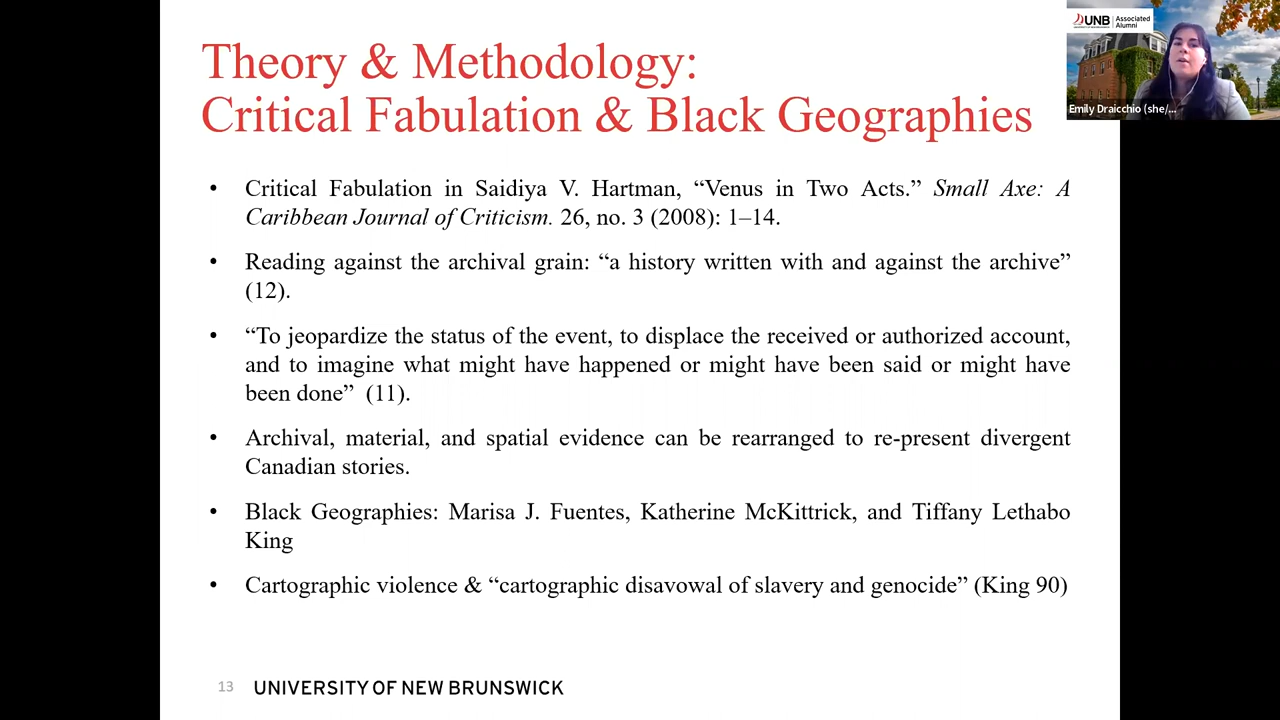 Theory & Methodology:
Critical Fabulation & Black Geographies
• Critical Fabulation in Saidiya V. Hartman, “Venus in Two Acts.” Small Axe: A
Caribbean Journal of Criticism. 26, no. 3 (2008): 1–14.
• Reading against the archival grain: “a history written with and against the archive”
(12).
• “To jeopardize the status of the event, to displace the received or authorized account,
and to imagine what might have happened or might have been said or might have
been done” (11).
• Archival, material, and spatial evidence can be rearranged to re-present divergent
Canadian stories.
• Black Geographies: Marisa J. Fuentes, Katherine McKittrick, and Tiffany Lethabo
King
• Cartographic violence & “cartographic disavowal of slavery and genocide” (King 90)
13 UNIVERSITY OF NEW BRUNSWICK
UNB Associated
Alumni
Emily Draicchio (she/...